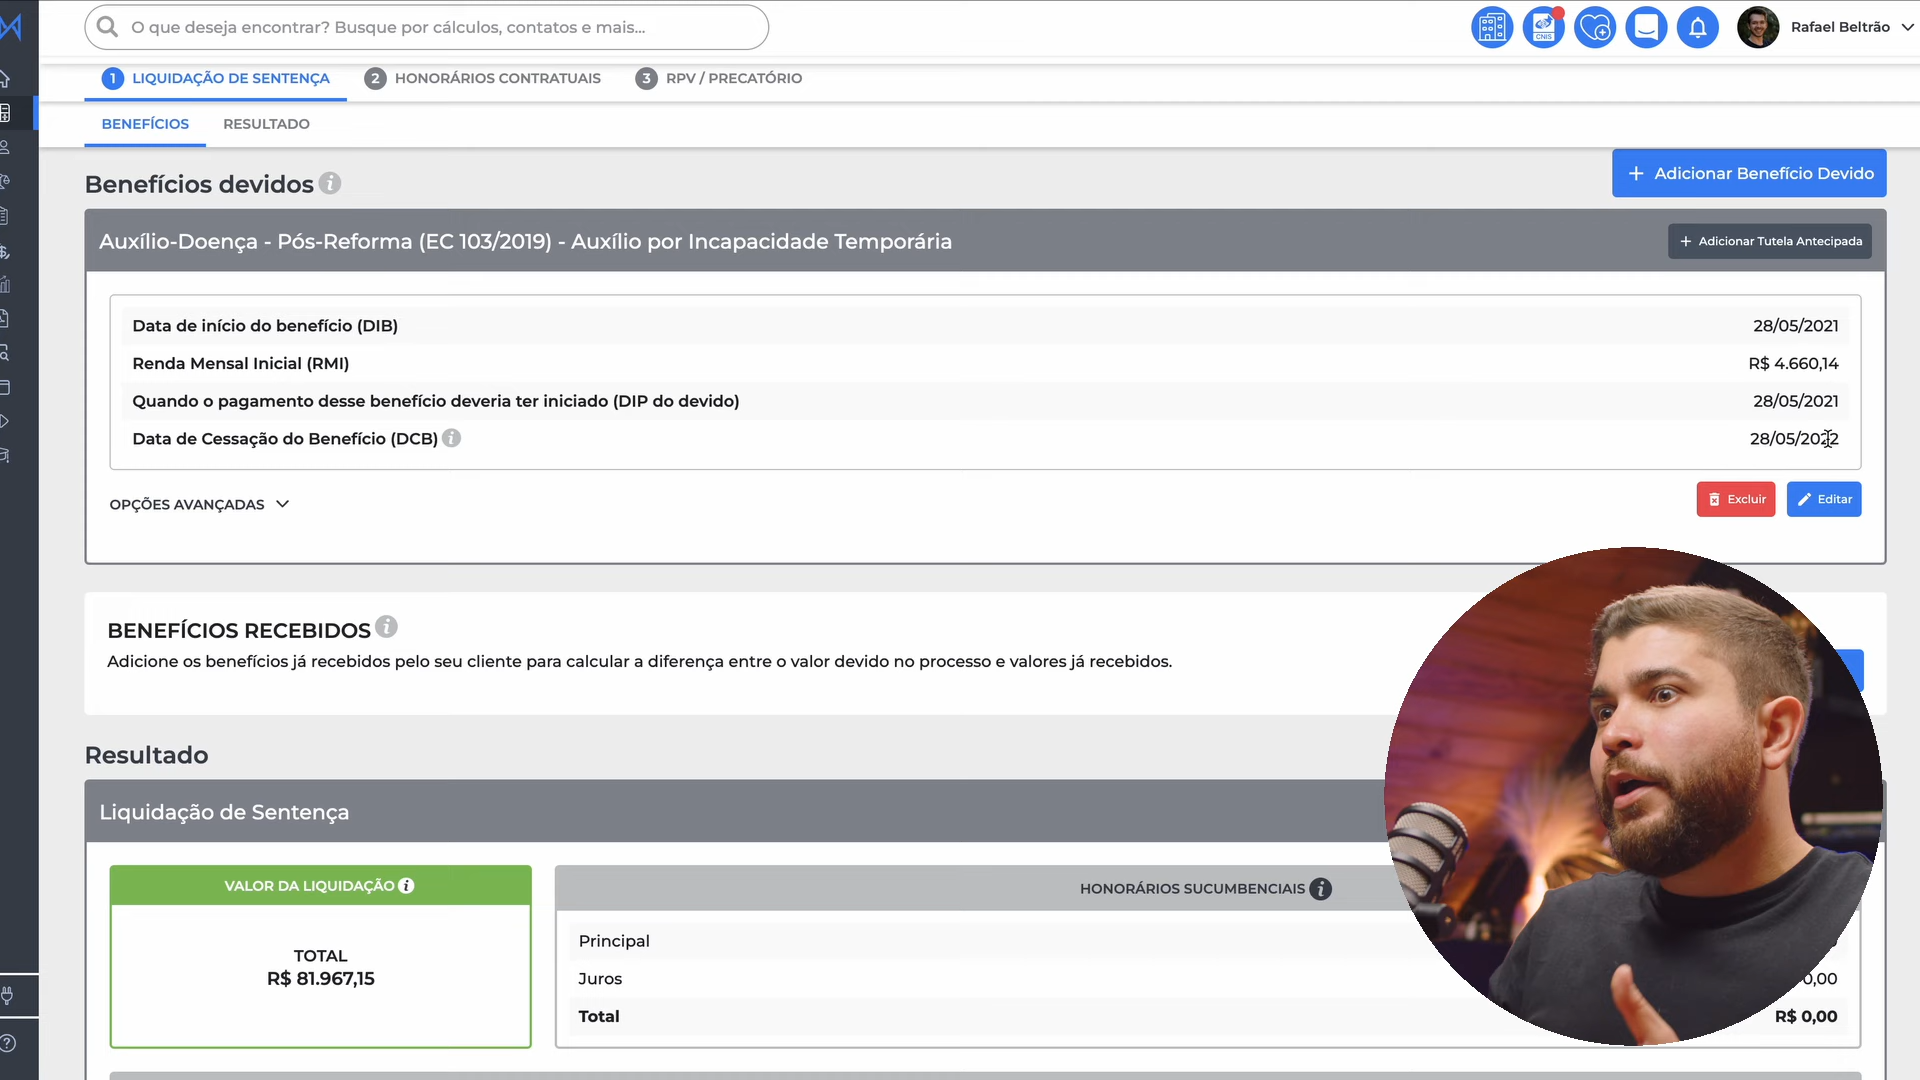 O que deseja encontrar? Busque por cálculos, contatos e mais...
CNIS
Rafael Beltrão
1 LIQUIDAÇÃO DE SENTENÇA
2 HONORÁRIOS CONTRATUAIS
3 RPV / PRECATÓRIO
BENEFÍCIOS
RESULTADO
Benefícios devidos
+ Adicionar Benefício Devido
Auxílio-Doença - Pós-Reforma (EC 103/2019) - Auxílio por Incapacidade Temporária
+ Adicionar Tutela Antecipada
Data de início do benefício (DIB) 28/05/2021
Renda Mensal Inicial (RMI) R$ 4.660,14
Quando o pagamento desse benefício deveria ter iniciado (DIP do devido) 28/05/2021
Data de Cessação do Benefício (DCB) 28/05/2022
OPÇÕES AVANÇADAS
Excluir
Editar
BENEFÍCIOS RECEBIDOS
Adicione os benefícios já recebidos pelo seu cliente para calcular a diferença entre o valor devido no processo e valores já recebidos.
Resultado
Liquidação de Sentença
VALOR DA LIQUIDAÇÃO
HONORÁRIOS SUCUMBENCIAIS
TOTAL
R$ 81.967,15
Principal
Juros 0,00
Total R$ 0,00